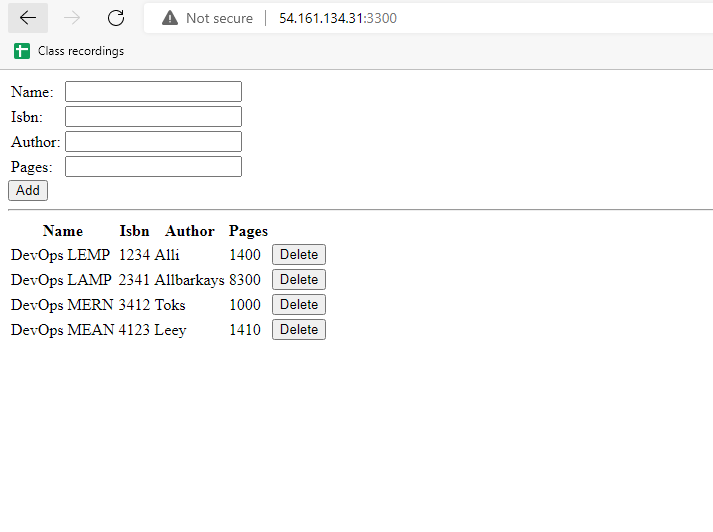 Not secure | 54.161.134.31:3300
Class recordings
Name:
Isbn:
Author:
Pages:
Add
Name Isbn Author Pages
DevOps LEMP 1234 Alli 1400 Delete
DevOps LAMP 2341 Allbarkays 8300 Delete
DevOps MERN 3412 Toks 1000 Delete
DevOps MEAN 4123 Leey 1410 Delete